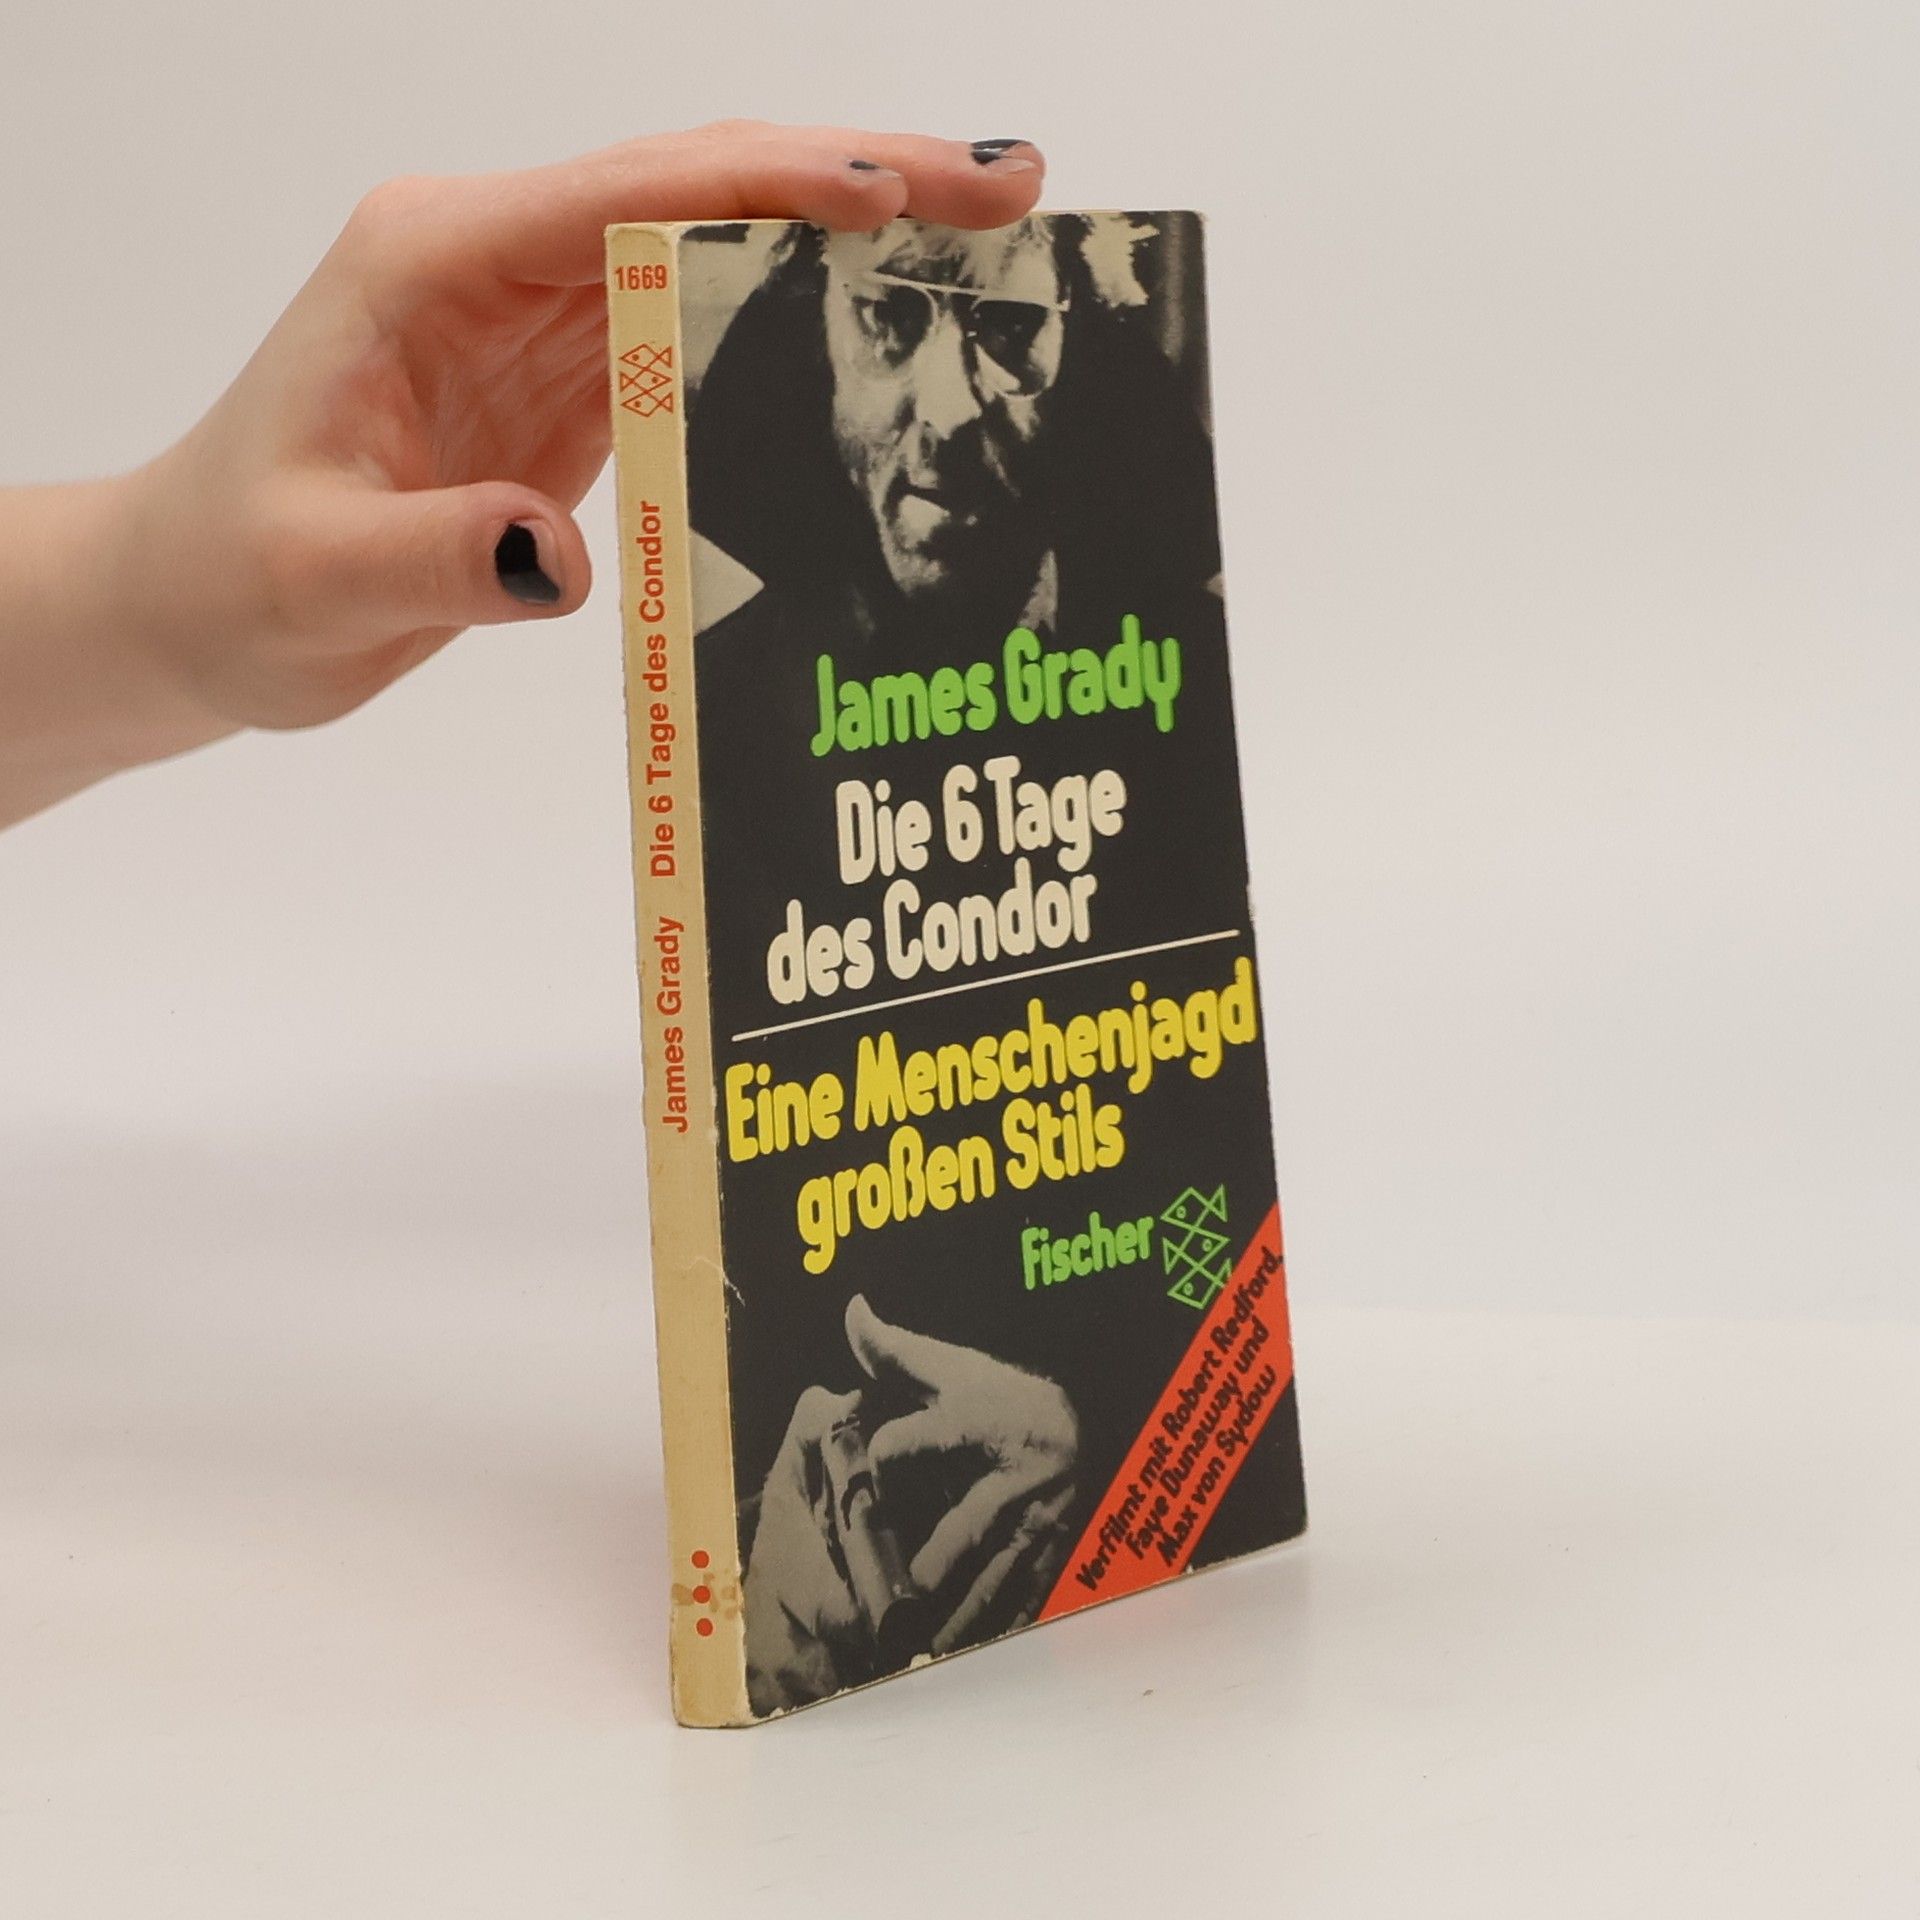 1669
James Grady Die 6 Tage des Condor
James Grady
Die 6 Tage
des Condor
Eine Menschenjagd
großen Stils
Fischer
Verfilmt mit Robert Redford,
Faye Dunaway und
Max von Sydow